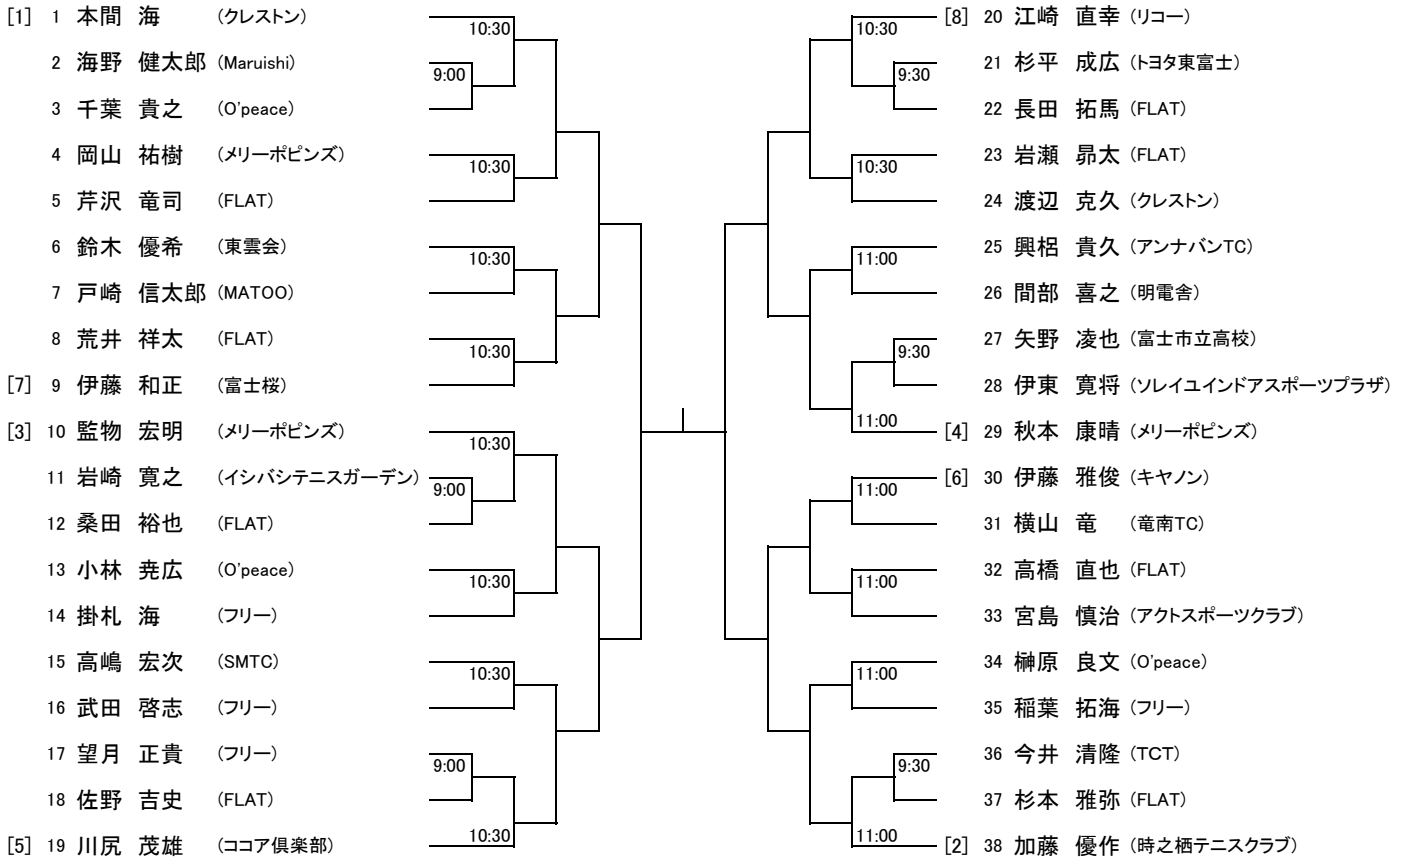 [1] 1 本間 海 (クレストン) 10:30
2 海野 健太郎 (Maruishi) 9:00
3 千葉 貴之 (O'peace)
4 岡山 祐樹 (メリーポピンズ) 10:30
5 芹沢 竜司 (FLAT)
6 鈴木 優希 (東雲会) 10:30
7 戸崎 信太郎 (MATOO)
8 荒井 祥太 (FLAT) 10:30
[7] 9 伊藤 和正 (富士桜)
[3] 10 監物 宏明 (メリーポピンズ) 10:30
11 岩崎 寛之 (イシバシテニスガーデン) 9:00
12 桑田 裕也 (FLAT)
13 小林 尭広 (O'peace) 10:30
14 掛札 海 (フリー)
15 高嶋 宏次 (SMTC) 10:30
16 武田 啓志 (フリー)
17 望月 正貴 (フリー) 9:00
18 佐野 吉史 (FLAT)
[5] 19 川尻 茂雄 (ココア倶楽部) 10:30
10:30 [8] 20 江崎 直幸 (リコー)
9:30 21 杉平 成広 (トヨタ東富士)
22 長田 拓馬 (FLAT)
10:30 23 岩瀬 昴太 (FLAT)
24 渡辺 克久 (クレストン)
11:00 25 興梠 貴久 (アンナバンTC)
26 間部 喜之 (明電舎)
9:30 27 矢野 凌也 (富士市立高校)
28 伊東 寛将 (ソレイユインドアスポーツプラザ)
11:00 [4] 29 秋本 康晴 (メリーポピンズ)
11:00 [6] 30 伊藤 雅俊 (キヤノン)
31 横山 竜 (竜南TC)
11:00 32 高橋 直也 (FLAT)
33 宮島 慎治 (アクトスポーツクラブ)
11:00 34 榊原 良文 (O'peace)
35 稲葉 拓海 (フリー)
9:30 36 今井 清隆 (TCT)
37 杉本 雅弥 (FLAT)
11:00 [2] 38 加藤 優作 (時之栖テニスクラブ)